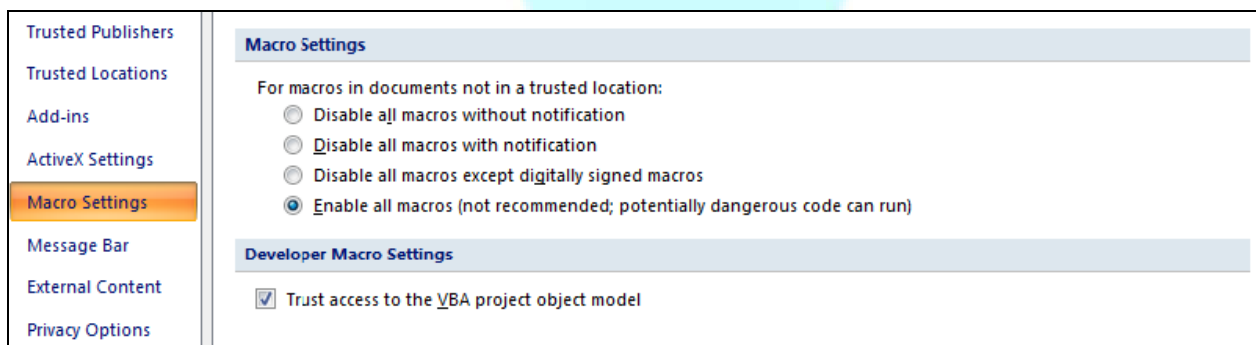 Trusted Publishers
Trusted Locations
Add-ins
ActiveX Settings
Macro Settings
Message Bar
External Content
Privacy Options
Macro Settings
For macros in documents not in a trusted location:
Disable all macros without notification
Disable all macros with notification
Disable all macros except digitally signed macros
Enable all macros (not recommended; potentially dangerous code can run)
Developer Macro Settings
Trust access to the VBA project object model